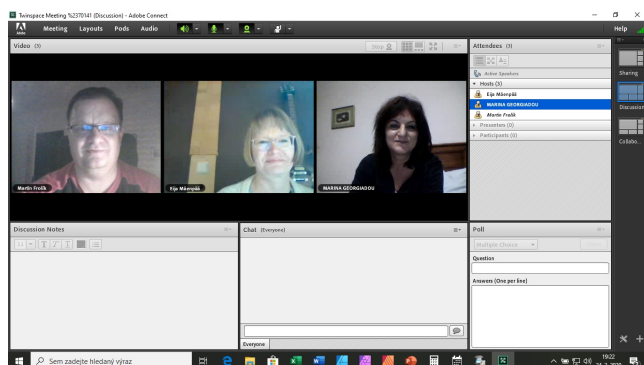 Twinspace Meeting %2370141 (Discussion) - Adobe Connect
Adobe
Meeting Layouts Pods Audio Help
Video (3) Stop
Martin Frolík
Eija Mäenpää
MARINA GEORGIADOU
Attendees (3)
Active Speakers
Hosts (3)
Eija Mäenpää
MARINA GEORGIADOU
Martin Frolík
Presenters (0)
Participants (0)
Sharing
Discussion
Collabo...
Discussion Notes
Chat (Everyone)
Everyone
Poll
Multiple Choice
Question
Answers (One per line)
Sem zadejte hledaný výraz
19:22